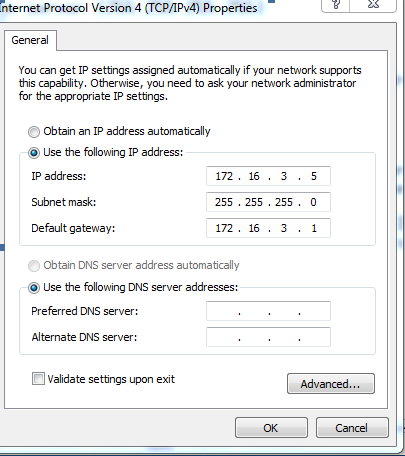 nternet Protocol Version 4 (TCP/IPv4) Properties
?
General
You can get IP settings assigned automatically if your network supports
this capability. Otherwise, you need to ask your network administrator
for the appropriate IP settings.
Obtain an IP address automatically
Use the following IP address:
IP address: 172 . 16 . 3 . 5
Subnet mask: 255 . 255 . 255 . 0
Default gateway: 172 . 16 . 3 . 1
Obtain DNS server address automatically
Use the following DNS server addresses:
Preferred DNS server: . . .
Alternate DNS server: . . .
Validate settings upon exit
Advanced...
OK Cancel